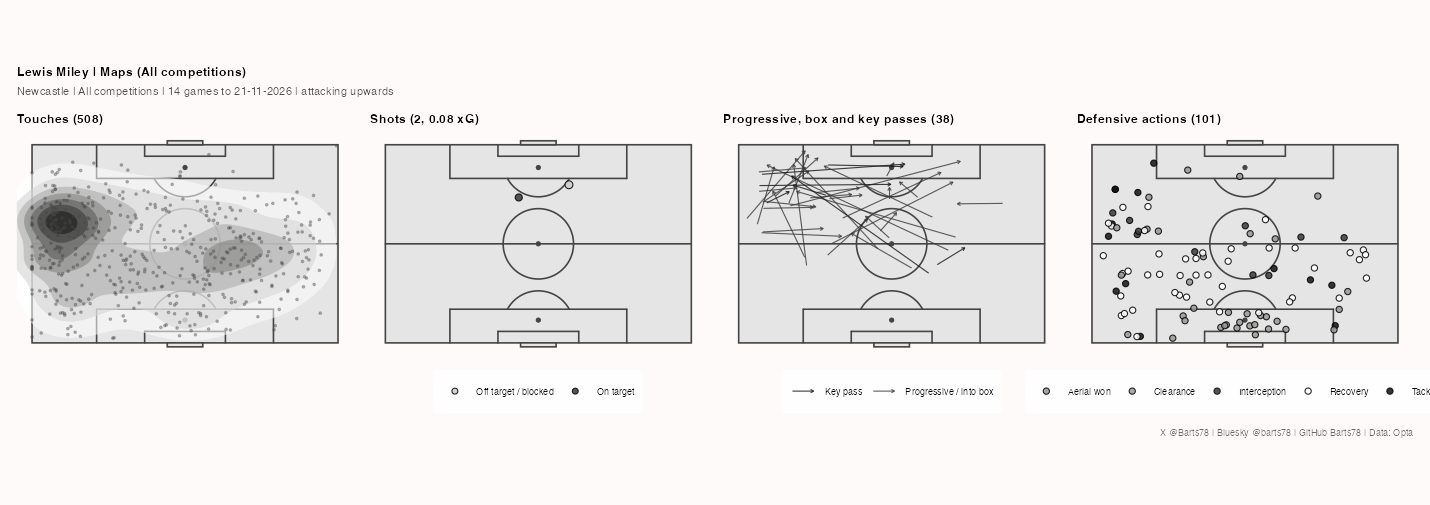 Lewis Miley | Maps (All competitions)
Newcastle | All competitions | 14 games to 21-11-2026 | attacking upwards
Touches (508)
Shots (2, 0.08 xG)
Progressive, box and key passes (38)
Defensive actions (101)
Off target / blocked
On target
Key pass
Progressive / into box
Aerial won
Clearance
Interception
Recovery
Tack
X @Barts78 | Bluesky @barts78 | GitHub Barts78 | Data: Opta